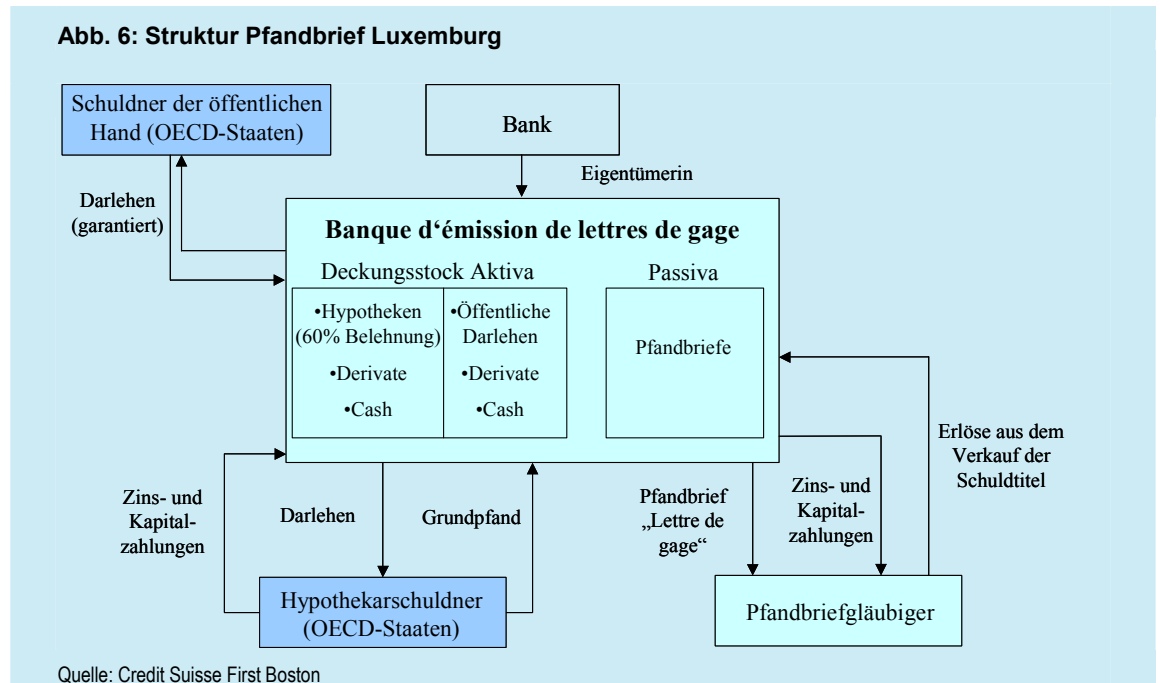 Abb. 6: Struktur Pfandbrief Luxemburg
Schuldner der öffentlichen
Hand (OECD-Staaten)
Bank
Eigentümerin
Darlehen
(garantiert)
Banque d‘émission de lettres de gage
Deckungsstock Aktiva
Passiva
•Hypotheken
(60% Belehnung)
•Derivate
•Cash
•Öffentliche
Darlehen
•Derivate
•Cash
Pfandbriefe
Erlöse aus dem
Verkauf der
Schuldtitel
Zins- und
Kapital-
zahlungen
Darlehen
Grundpfand
Pfandbrief
„Lettre de
gage“
Zins- und
Kapital-
zahlungen
Hypothekarschuldner
(OECD-Staaten)
Pfandbriefgläubiger
Quelle: Credit Suisse First Boston